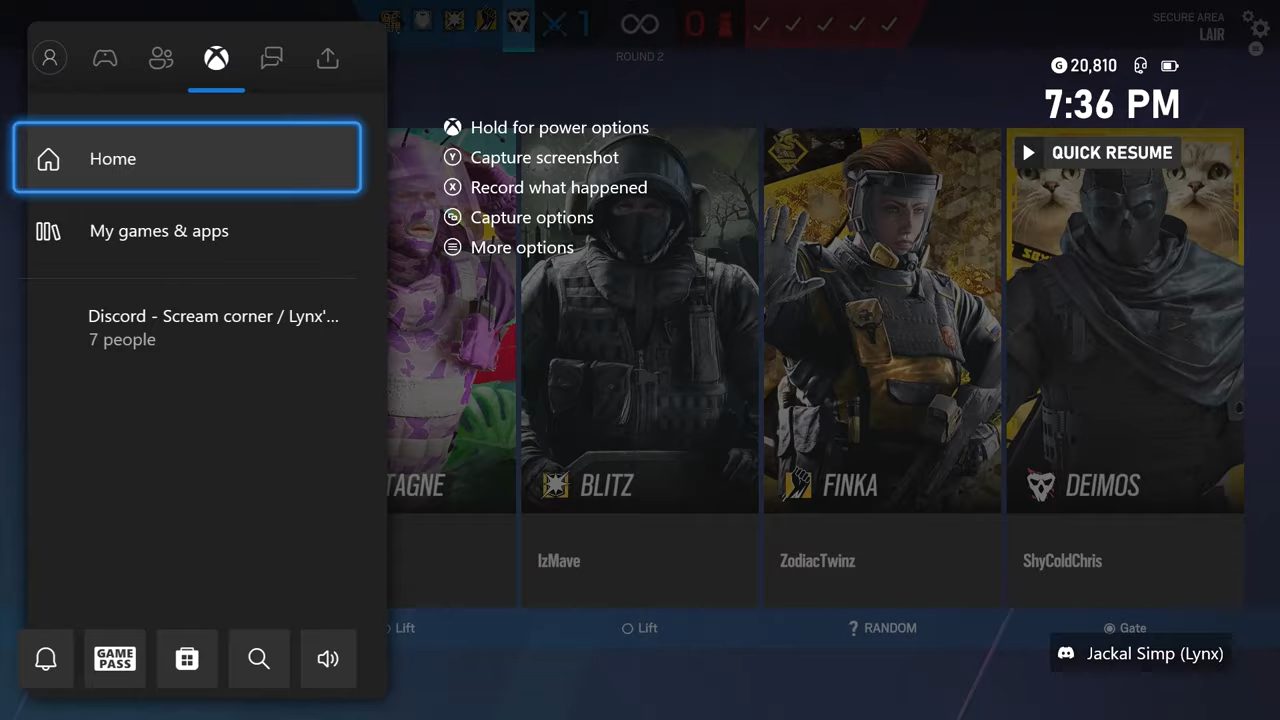 1
0
ROUND 2
SECURE AREA
LAIR
G 20,810
7:36 PM
QUICK RESUME
Home
My games & apps
Discord - Scream corner / Lynx'...
7 people
Hold for power options
Y Capture screenshot
X Record what happened
Capture options
More options
TAGNE
BLITZ
FINKA
DEIMOS
IzMave
ZodiacTwinz
ShyColdChris
Lift
Lift
? RANDOM
Gate
GAME
PASS
Jackal Simp (Lynx)